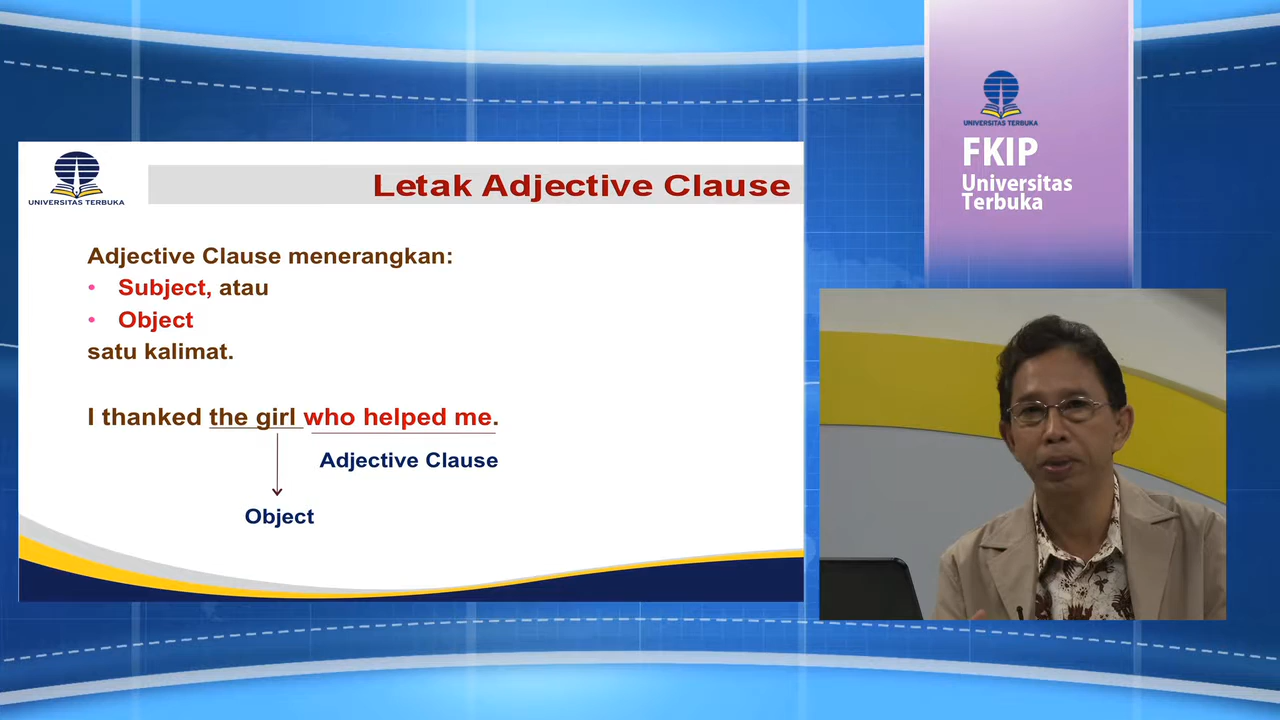 UNIVERSITAS TERBUKA
FKIP
Universitas
Terbuka
UNIVERSITAS TERBUKA
Letak Adjective Clause
Adjective Clause menerangkan:
• Subject, atau
• Object
satu kalimat.
I thanked the girl who helped me.
Adjective Clause
Object